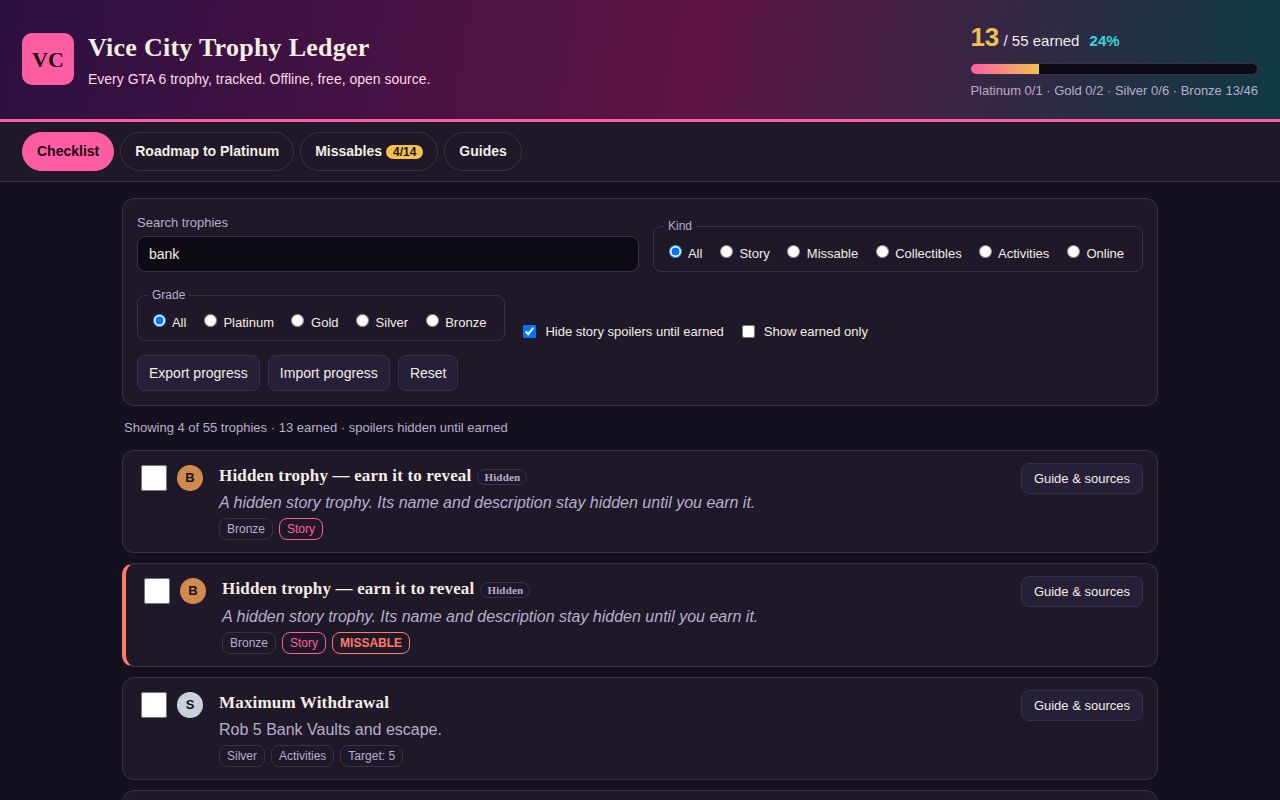 VC
Vice City Trophy Ledger
Every GTA 6 trophy, tracked. Offline, free, open source.
13 / 55 earned 24%
Platinum 0/1 · Gold 0/2 · Silver 0/6 · Bronze 13/46
Checklist
Roadmap to Platinum
Missables 4/14
Guides
Search trophies
bank
Kind
All Story Missable Collectibles Activities Online
Grade
All Platinum Gold Silver Bronze
Hide story spoilers until earned
Show earned only
Export progress
Import progress
Reset
Showing 4 of 55 trophies · 13 earned · spoilers hidden until earned
B
Hidden trophy — earn it to reveal Hidden
A hidden story trophy. Its name and description stay hidden until you earn it.
Bronze Story
Guide & sources
B
Hidden trophy — earn it to reveal Hidden
A hidden story trophy. Its name and description stay hidden until you earn it.
Bronze Story MISSABLE
Guide & sources
S
Maximum Withdrawal
Rob 5 Bank Vaults and escape.
Silver Activities Target: 5
Guide & sources